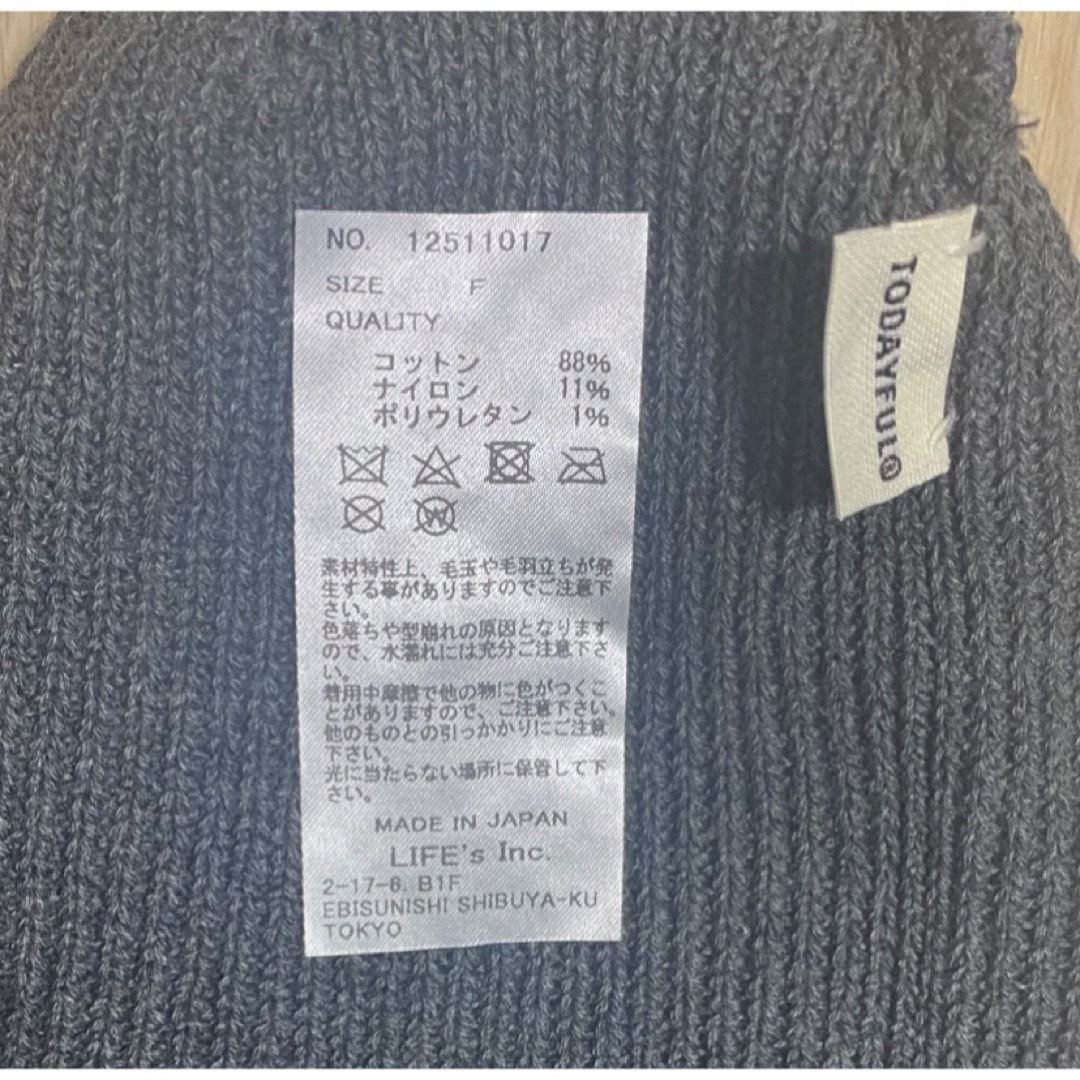 NO. 12511017
SIZE F
QUALITY
コットン 88%
ナイロン 11%
ポリウレタン 1%
W
素材特性上、毛玉や毛羽立ちが発
生する事がありますのでご注意下
さい。
色落ちや型崩れの原因となります
ので、水濡れには充分ご注意下さ
い。
着用中摩擦で他の物に色がつくこ
とがありますので、ご注意下さい。
他のものとの引っかかりにご注意
下さい。
光に当たらない場所に保管して下
さい。
MADE IN JAPAN
LIFE's Inc.
2-17-6. B1F
EBISUNISHI SHIBUYA-KU
TOKYO
TODAYFUL®